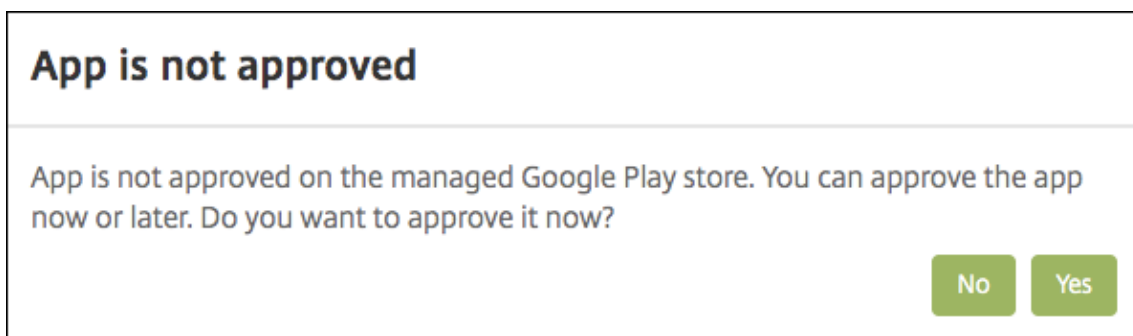 App is not approved
App is not approved on the managed Google Play store. You can approve the app
now or later. Do you want to approve it now?
No Yes